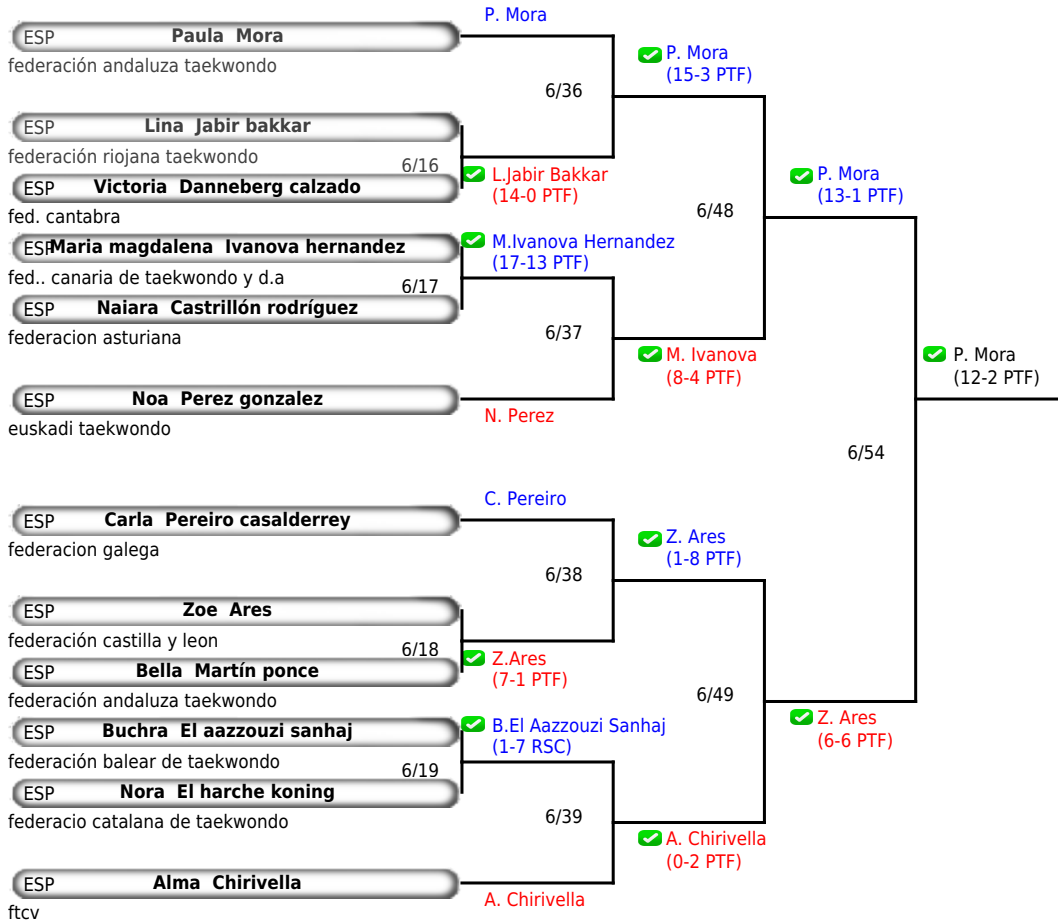 P. Mora
ESP Paula Mora
federación andaluza taekwondo
P. Mora
(15-3 PTF)
6/36
ESP Lina Jabir bakkar
federación riojana taekwondo
6/16
L.Jabir Bakkar
(14-0 PTF)
ESP Victoria Danneberg calzado
fed. cantabra
P. Mora
(13-1 PTF)
6/48
ESP Maria magdalena Ivanova hernandez
M.Ivanova Hernandez
(17-13 PTF)
fed.. canaria de taekwondo y d.a
6/17
ESP Naiara Castrillón rodríguez
federacion asturiana
6/37
M. Ivanova
(8-4 PTF)
P. Mora
(12-2 PTF)
ESP Noa Perez gonzalez
N. Perez
euskadi taekwondo
6/54
C. Pereiro
ESP Carla Pereiro casalderrey
federacion galega
Z. Ares
(1-8 PTF)
6/38
ESP Zoe Ares
federación castilla y leon
6/18
Z.Ares
(7-1 PTF)
ESP Bella Martín ponce
federación andaluza taekwondo
6/49
Z. Ares
(6-6 PTF)
ESP Buchra El aazzouzi sanhaj
B.El Aazzouzi Sanhaj
(1-7 RSC)
federación balear de taekwondo
6/19
ESP Nora El harche koning
federacio catalana de taekwondo
6/39
A. Chirivella
(0-2 PTF)
ESP Alma Chirivella
A. Chirivella
ftcv